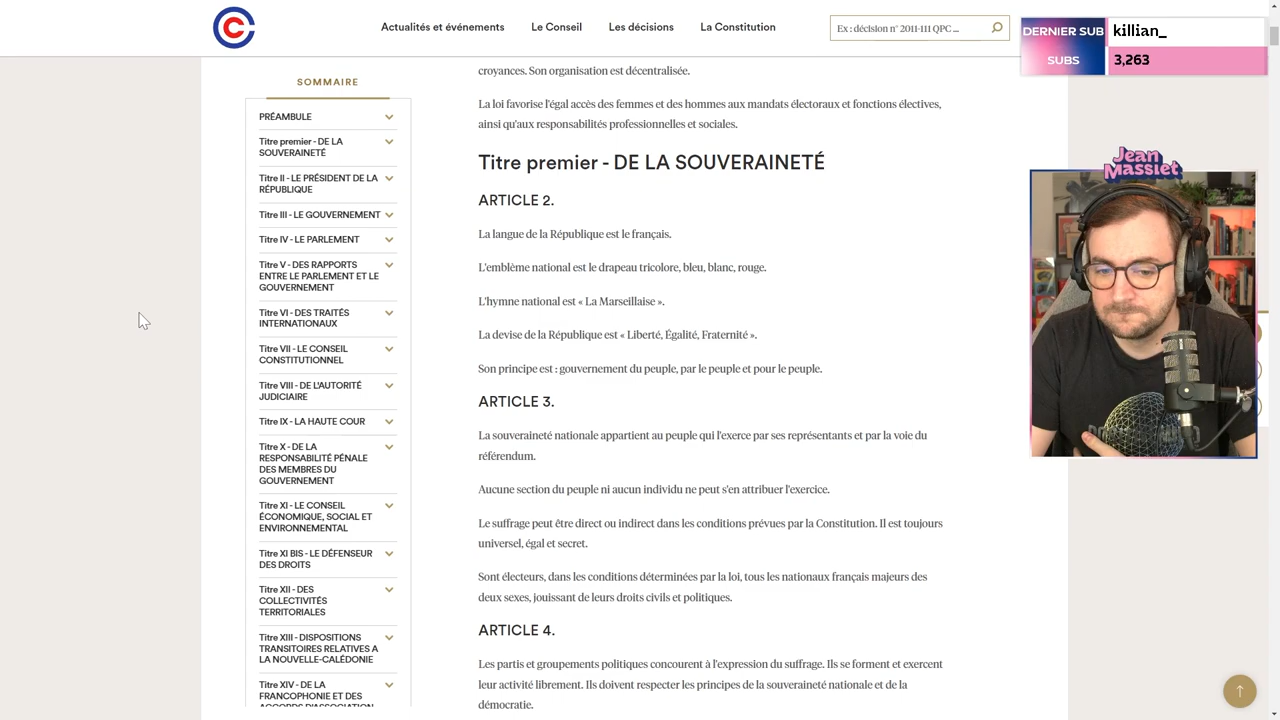 Actualités et événements
Le Conseil
Les décisions
La Constitution
Ex : décision n° 2011-111 QPC ...
DERNIER SUB
killian_
SUBS
3,263
SOMMAIRE
PRÉAMBULE
Titre premier - DE LA
SOUVERAINETÉ
Titre II - LE PRÉSIDENT DE LA
RÉPUBLIQUE
Titre III - LE GOUVERNEMENT
Titre IV - LE PARLEMENT
Titre V - DES RAPPORTS
ENTRE LE PARLEMENT ET LE
GOUVERNEMENT
Titre VI - DES TRAITÉS
INTERNATIONAUX
Titre VII - LE CONSEIL
CONSTITUTIONNEL
Titre VIII - DE L'AUTORITÉ
JUDICIAIRE
Titre IX - LA HAUTE COUR
Titre X - DE LA
RESPONSABILITÉ PÉNALE
DES MEMBRES DU
GOUVERNEMENT
Titre XI - LE CONSEIL
ÉCONOMIQUE, SOCIAL ET
ENVIRONNEMENTAL
Titre XI BIS - LE DÉFENSEUR
DES DROITS
Titre XII - DES
COLLECTIVITÉS
TERRITORIALES
Titre XIII - DISPOSITIONS
TRANSITOIRES RELATIVES A
LA NOUVELLE-CALÉDONIE
Titre XIV - DE LA
FRANCOPHONIE ET DES
ACCORDS D'ASSOCIATION
croyances. Son organisation est décentralisée.
La loi favorise l'égal accès des femmes et des hommes aux mandats électoraux et fonctions électives,
ainsi qu'aux responsabilités professionnelles et sociales.
Titre premier - DE LA SOUVERAINETÉ
ARTICLE 2.
La langue de la République est le français.
L'emblème national est le drapeau tricolore, bleu, blanc, rouge.
L'hymne national est « La Marseillaise ».
La devise de la République est « Liberté, Égalité, Fraternité ».
Son principe est : gouvernement du peuple, par le peuple et pour le peuple.
ARTICLE 3.
La souveraineté nationale appartient au peuple qui l'exerce par ses représentants et par la voie du
référendum.
Aucune section du peuple ni aucun individu ne peut s'en attribuer l'exercice.
Le suffrage peut être direct ou indirect dans les conditions prévues par la Constitution. Il est toujours
universel, égal et secret.
Sont électeurs, dans les conditions déterminées par la loi, tous les nationaux français majeurs des
deux sexes, jouissant de leurs droits civils et politiques.
ARTICLE 4.
Les partis et groupements politiques concourent à l'expression du suffrage. Ils se forment et exercent
leur activité librement. Ils doivent respecter les principes de la souveraineté nationale et de la
démocratie.
Jean
Massiet